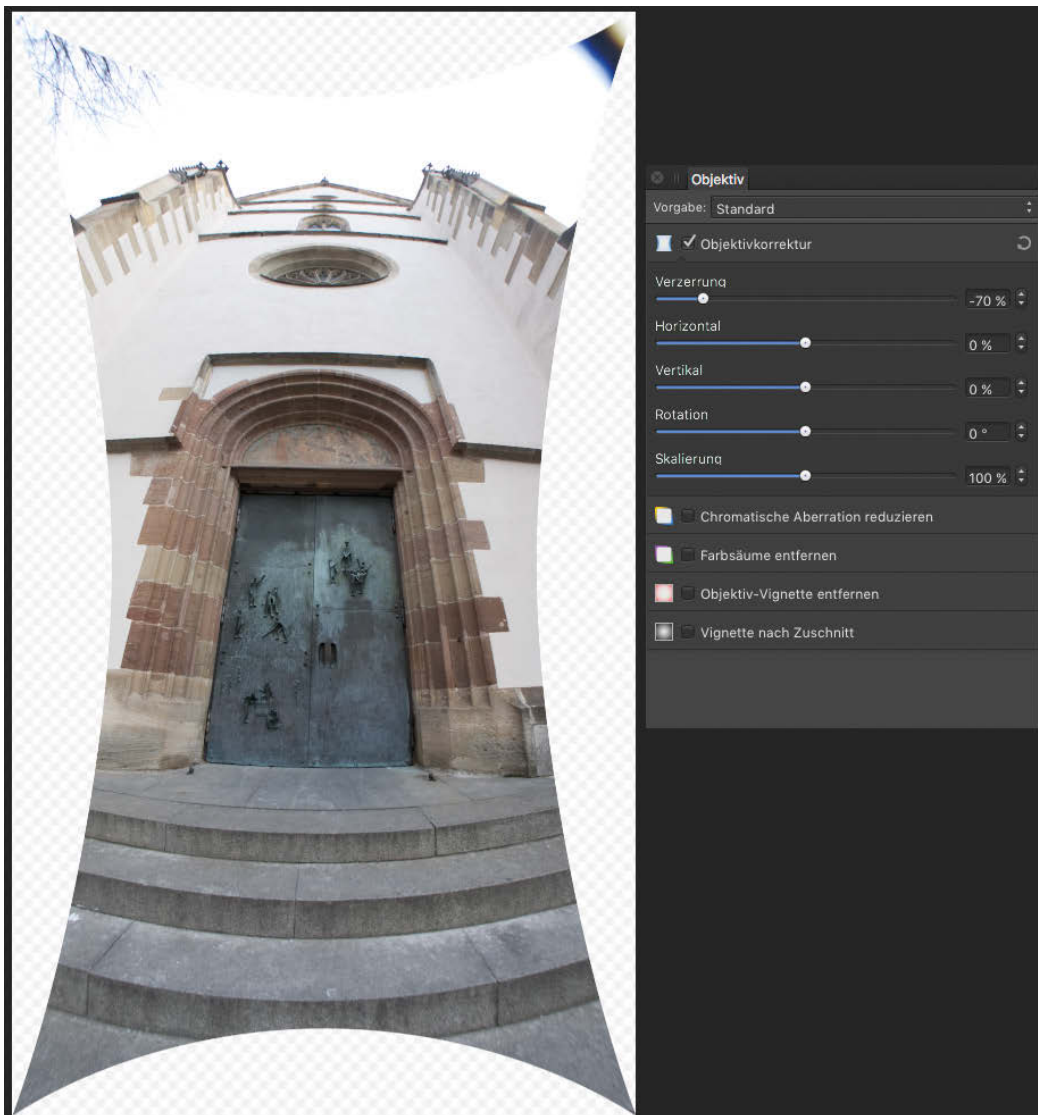 Objektiv
Vorgabe: Standard
Objektivkorrektur
Verzerrung
-70 %
Horizontal
0 %
Vertikal
0 %
Rotation
0 °
Skalierung
100 %
Chromatische Aberration reduzieren
Farbsäume entfernen
Objektiv-Vignette entfernen
Vignette nach Zuschnitt